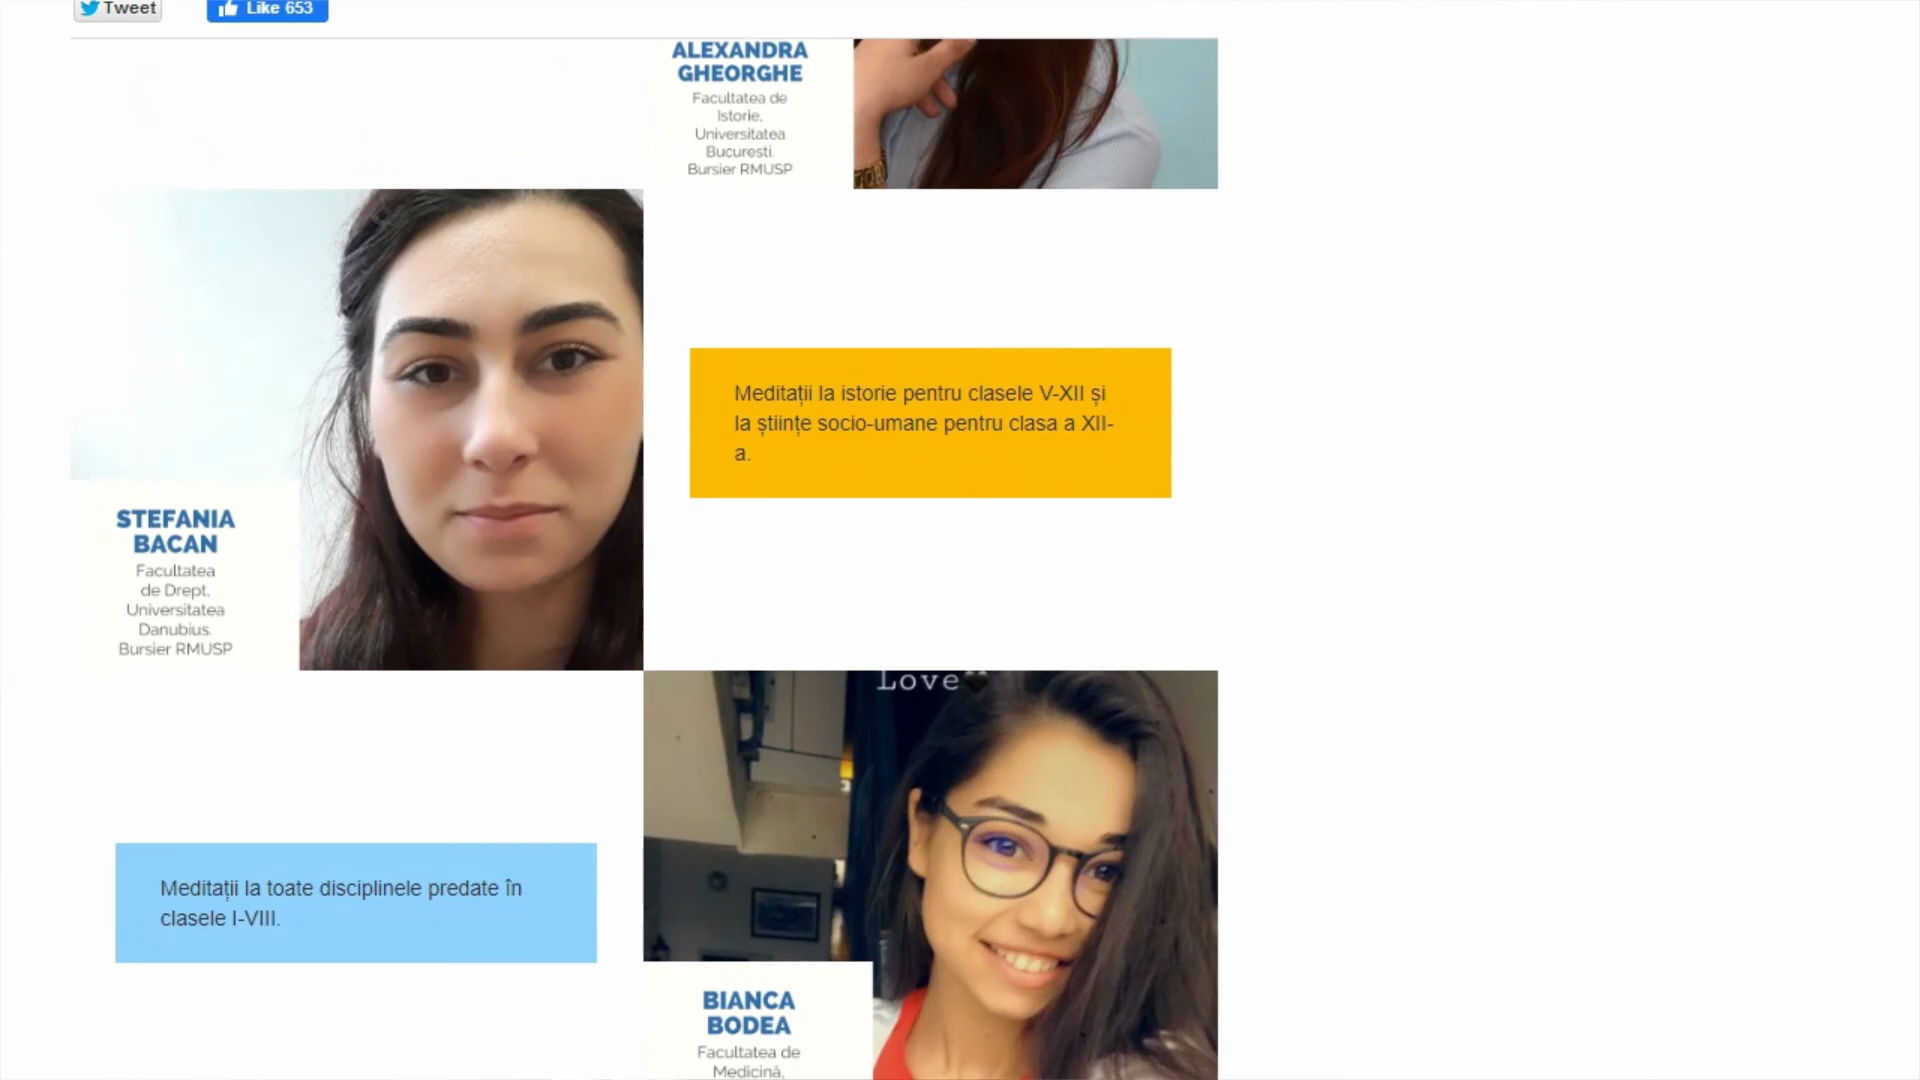 Tweet
Like 653
ALEXANDRA
GHEORGHE
Facultatea de
Istorie,
Universitatea
Bucuresti.
Bursier RMUSP
Meditații la istorie pentru clasele V-XII și
la științe socio-umane pentru clasa a XII-
a.
STEFANIA
BACAN
Facultatea
de Drept,
Universitatea
Danubius.
Bursier RMUSP
Love
Meditații la toate disciplinele predate în
clasele I-VIII.
BIANCA
BODEA
Facultatea de
Medicină,